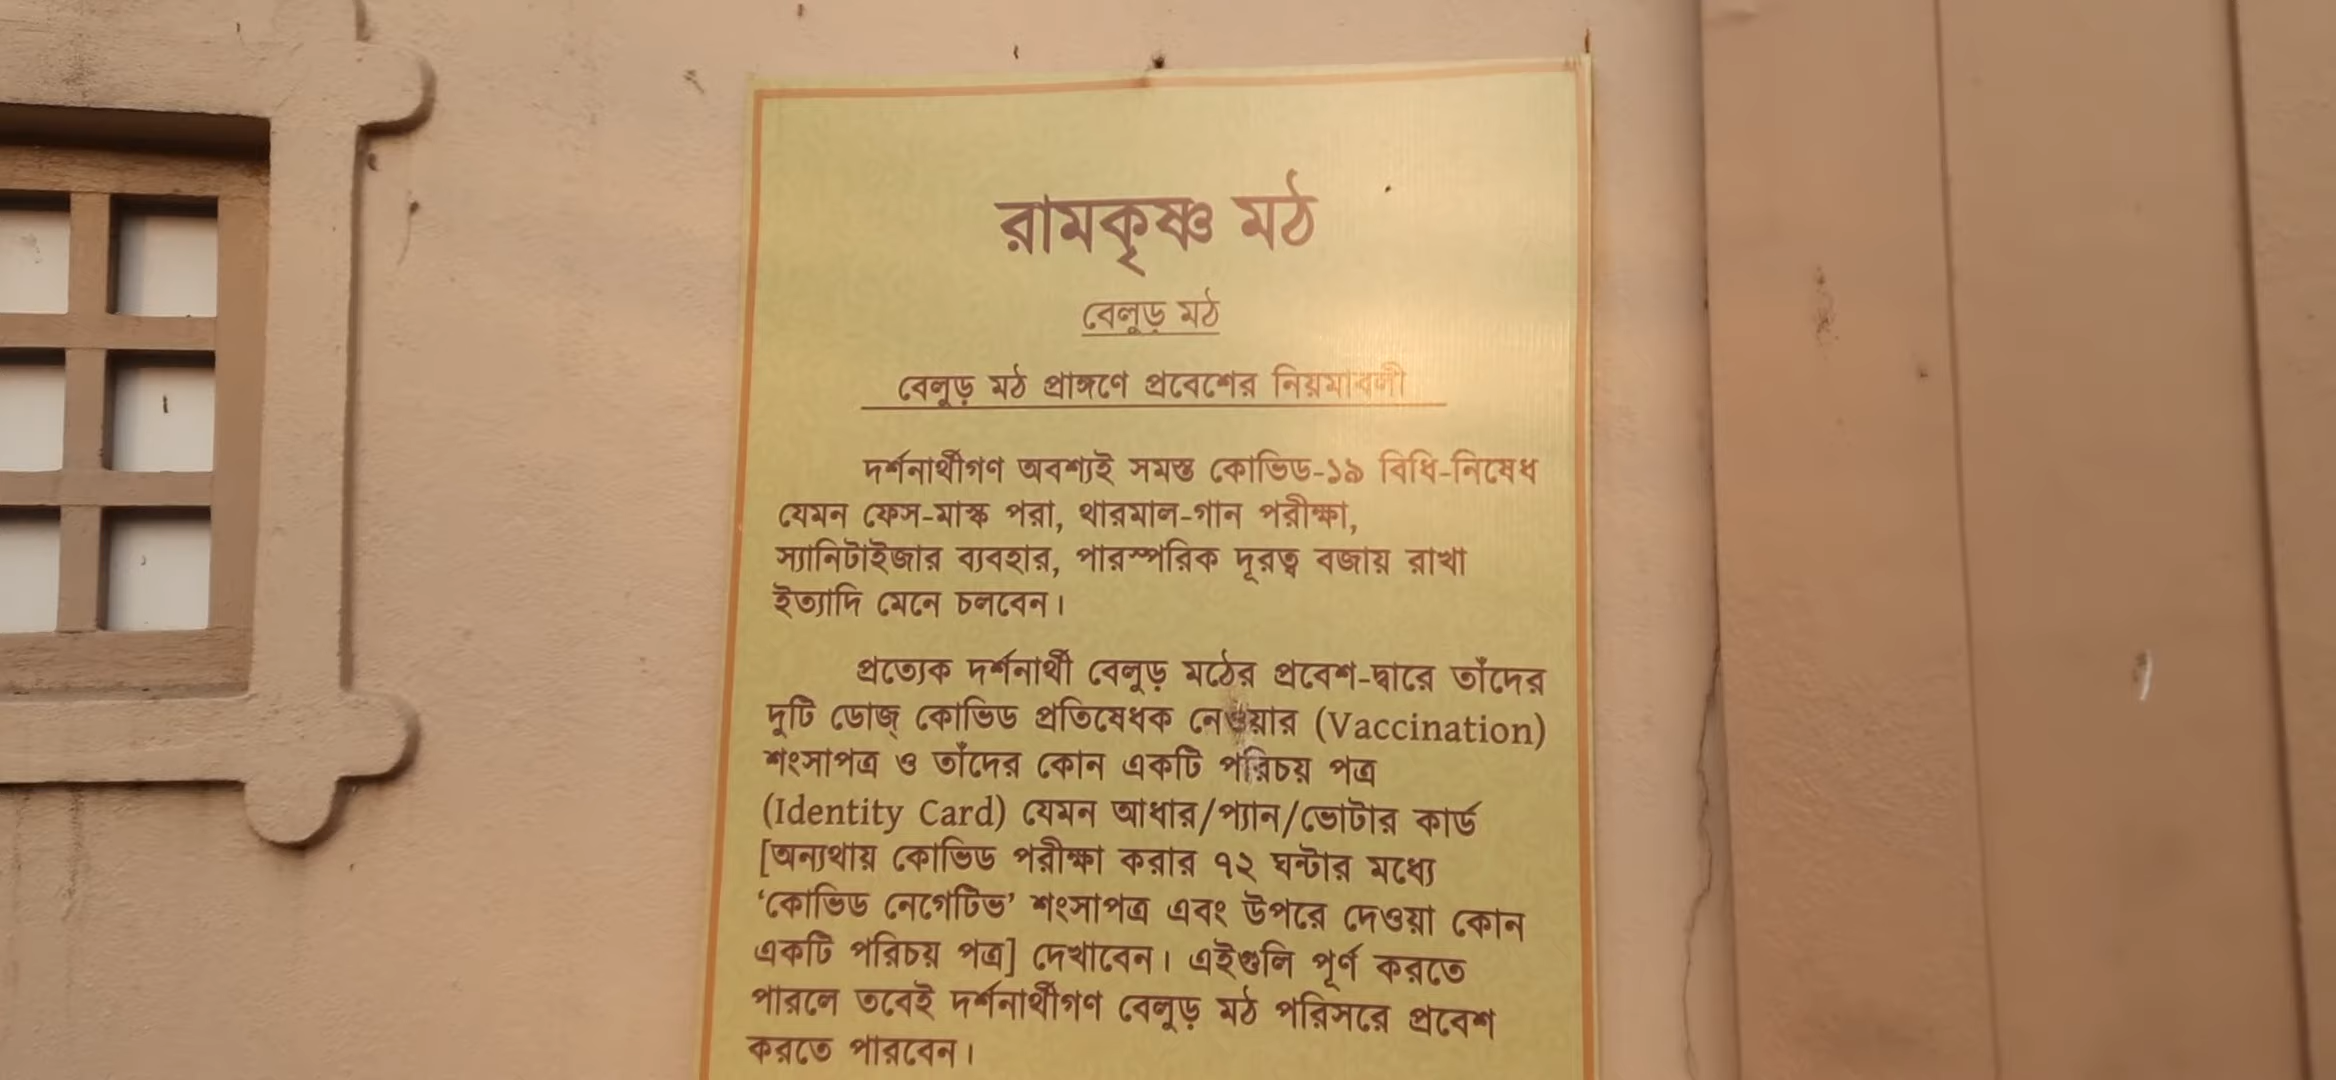 রামকৃষ্ণ মঠ
বেলুড় মঠ
বেলুড় মঠ প্রাঙ্গণে প্রবেশের নিয়মাবলী
দর্শনার্থীগণ অবশ্যই সমস্ত কোভিড-১৯ বিধি-নিষেধ
যেমন ফেস-মাস্ক পরা, থারমাল-গান পরীক্ষা,
স্যানিটাইজার ব্যবহার, পারস্পরিক দূরত্ব বজায় রাখা
ইত্যাদি মেনে চলবেন।
প্রত্যেক দর্শনার্থী বেলুড় মঠের প্রবেশ-দ্বারে তাঁদের
দুটি ডোজ্ কোভিড প্রতিষেধক নেওয়ার (Vaccination)
শংসাপত্র ও তাঁদের কোন একটি পরিচয় পত্র
(Identity Card) যেমন আধার/প্যান/ভোটার কার্ড
[অন্যথায় কোভিড পরীক্ষা করার ৭২ ঘন্টার মধ্যে
‘কোভিড নেগেটিভ’ শংসাপত্র এবং উপরে দেওয়া কোন
একটি পরিচয় পত্র] দেখাবেন। এইগুলি পূর্ণ করতে
পারলে তবেই দর্শনার্থীগণ বেলুড় মঠ পরিসরে প্রবেশ
করতে পারবেন।